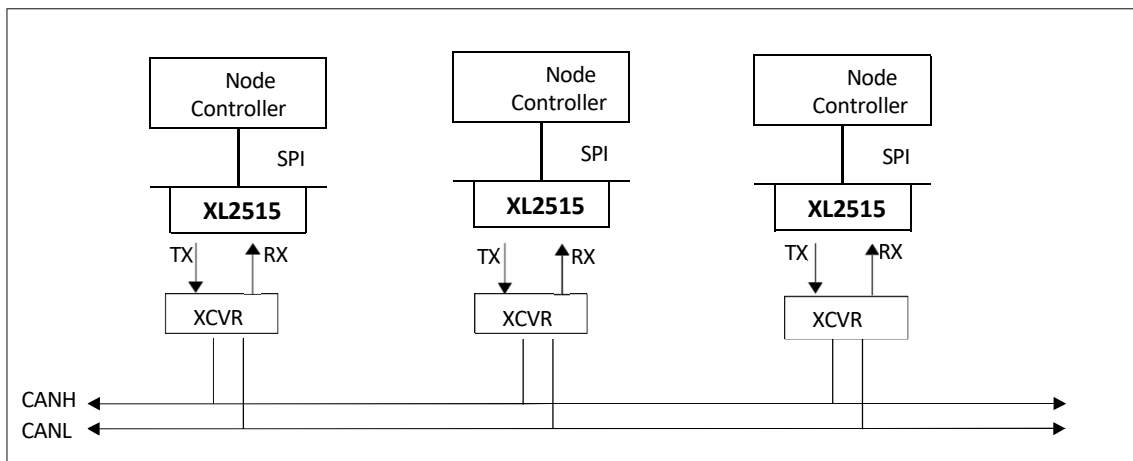 Node
Controller
Node
Controller
Node
Controller
SPI
SPI
SPI
XL2515
XL2515
XL2515
TX
RX
TX
RX
TX
RX
XCVR
XCVR
XCVR
CANH
CANL